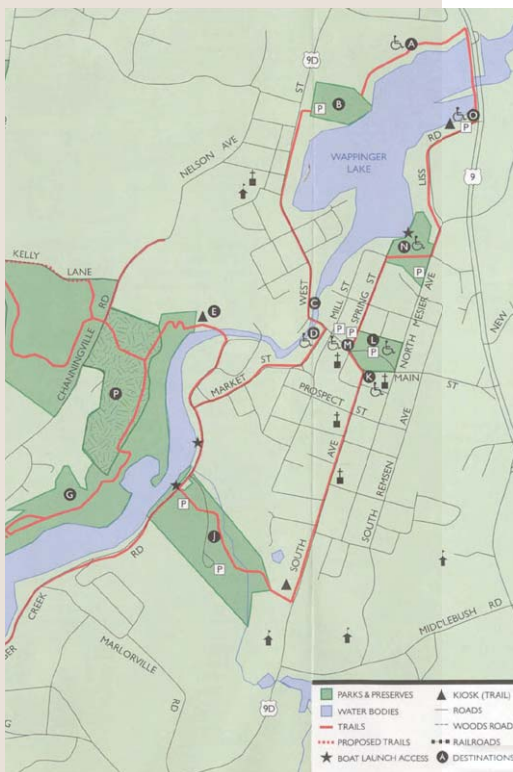 A
9D
ST
B
P
O
P
NELSON AVE
WAPPINGER
LAKE
RD
LISS
9
KELLY
LANE
RD
N
P
MESIER AVE
NORTH
WEST
C
MILL ST
SPRING ST
E
D
P P
L
M
P
CHANNINGVILLE
P
MARKET ST
K
MAIN
ST
PROSPECT ST
NEW
AVE
AVE
REMSEN
SOUTH
G
P
J
P
SOUTH
RD
CREEK
MIDDLEBUSH RD
MARLORVILLE
RD
9D
PARKS & PRESERVES
WATER BODIES
TRAILS
PROPOSED TRAILS
BOAT LAUNCH ACCESS
KIOSK (TRAIL)
ROADS
WOODS ROAD
RAILROADS
A DESTINATIONS